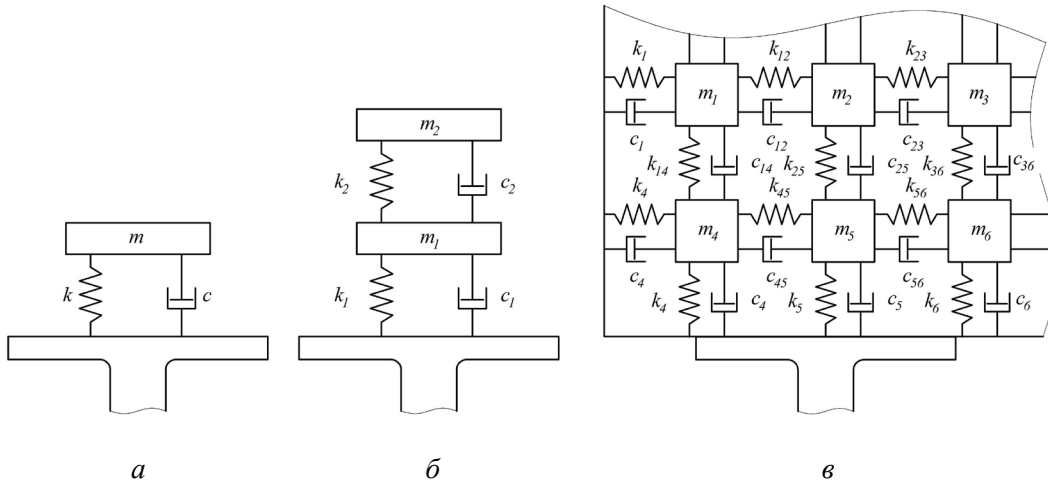 k1 k12 k23
m1 m2 m3
c1 c12 c23
m2
k14 c14 k25 c25 k36 c36
k2 c2
k4 k45 k56
m m1 m4 m5 m6
c4 c45 c56
k c k1 c1 k4 c4 k5 c5 k6 c6
а б в